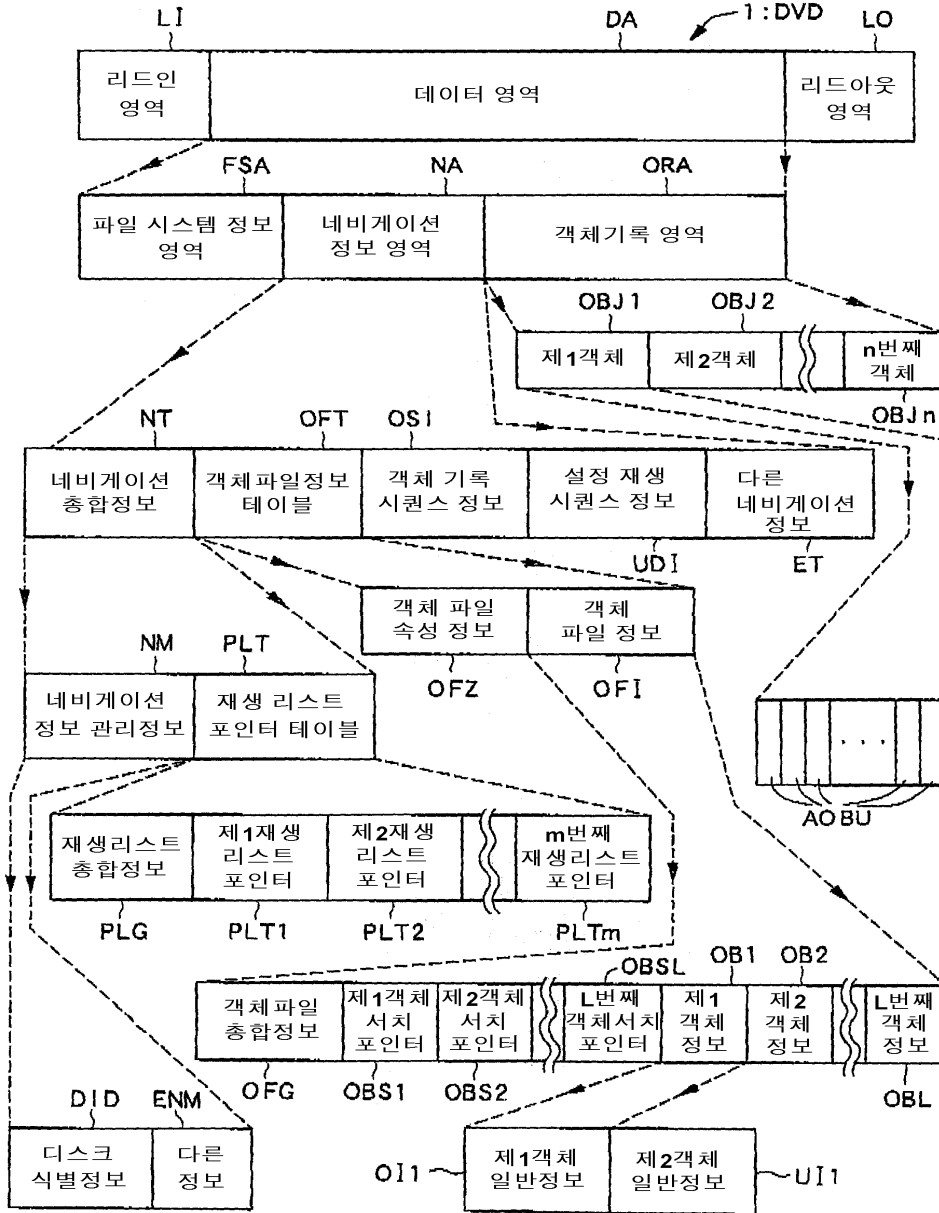 LI
DA
1:DVD
LO
리드인
영역
데이터 영역
리드아웃
영역
FSA
NA
ORA
파일 시스템 정보
영역
네비게이션
정보 영역
객체기록 영역
OBJ1
OBJ2
제1객체
제2객체
n번째
객체
OBJn
NT
OFT
OSI
네비게이션
총합정보
객체파일정보
테이블
객체 기록
시퀀스 정보
설정 재생
시퀀스 정보
다른
네비게이션
정보
UDI
ET
객체 파일
속성 정보
객체
파일 정보
OFZ
OFI
NM
PLT
네비게이션
정보 관리정보
재생 리스트
포인터 테이블
. . .
AOBU
재생리스트
총합정보
제1재생
리스트
포인터
제2재생
리스트
포인터
m번째
재생리스트
포인터
PLG
PLT1
PLT2
PLTm
OBSL
OB1
OB2
객체파일
총합정보
제1객체
서치
포인터
제2객체
서치
포인터
L번째
객체서치
포인터
제1
객체
정보
제2
객체
정보
L번째
객체
정보
OFG
OBS1
OBS2
OBL
DID
ENM
디스크
식별정보
다른
정보
OI1
제1객체
일반정보
제2객체
일반정보
UI1